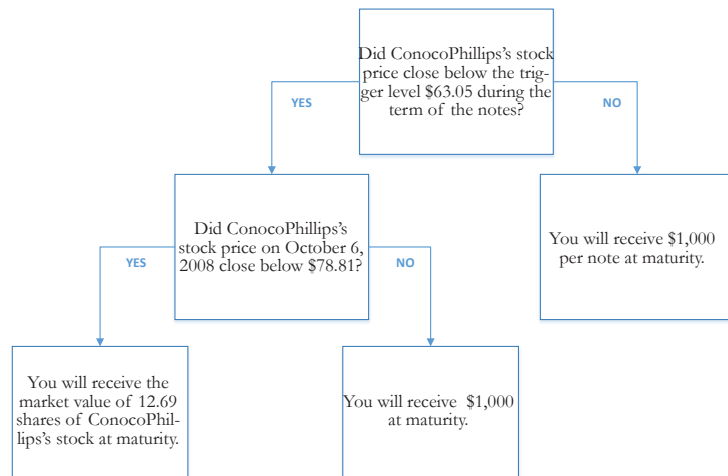 Did ConocoPhillips's stock
price close below the trig-
ger level $63.05 during the
term of the notes?
YES
NO
Did ConocoPhillips's
stock price on October 6,
2008 close below $78.81?
You will receive $1,000
per note at maturity.
YES
NO
You will receive the
market value of 12.69
shares of ConocoPhil-
lips's stock at maturity.
You will receive $1,000
at maturity.